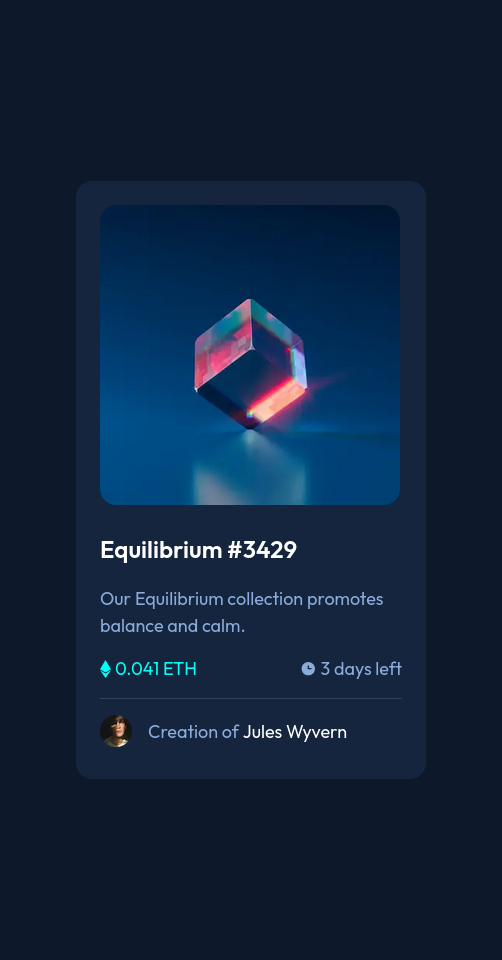 Equilibrium #3429
Our Equilibrium collection promotes
balance and calm.
0.041 ETH
3 days left
Creation of Jules Wyvern